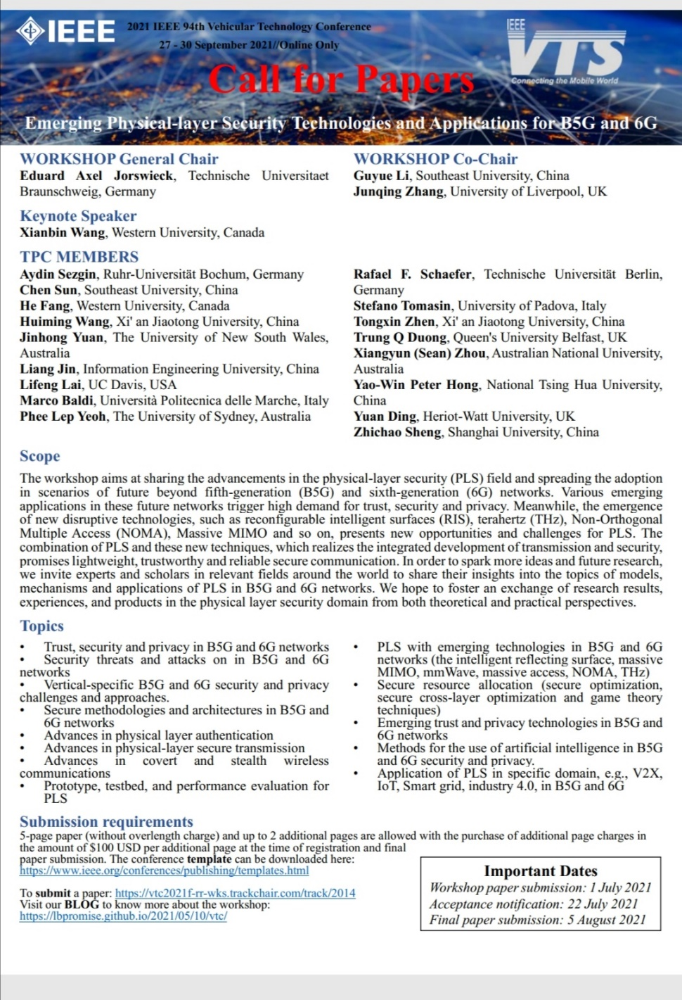 IEEE
2021 IEEE 94th Vehicular Technology Conference
27 - 30 September 2021//Online Only
IEEE
VTS
Connecting the Mobile World
Call for Papers
Emerging Physical-layer Security Technologies and Applications for B5G and 6G
WORKSHOP General Chair
Eduard Axel Jorswieck, Technische Universitaet
Braunschweig, Germany
WORKSHOP Co-Chair
Guyue Li, Southeast University, China
Junqing Zhang, University of Liverpool, UK
Keynote Speaker
Xianbin Wang, Western University, Canada
TPC MEMBERS
Aydin Sezgin, Ruhr-Universität Bochum, Germany
Chen Sun, Southeast University, China
He Fang, Western University, Canada
Huiming Wang, Xi' an Jiaotong University, China
Jinhong Yuan, The University of New South Wales,
Australia
Liang Jin, Information Engineering University, China
Lifeng Lai, UC Davis, USA
Marco Baldi, Università Politecnica delle Marche, Italy
Phee Lep Yeoh, The University of Sydney, Australia
Rafael F. Schaefer, Technische Universität Berlin,
Germany
Stefano Tomasin, University of Padova, Italy
Tongxin Zhen, Xi' an Jiaotong University, China
Trung Q Duong, Queen's University Belfast, UK
Xiangyun (Sean) Zhou, Australian National University,
Australia
Yao-Win Peter Hong, National Tsing Hua University,
China
Yuan Ding, Heriot-Watt University, UK
Zhichao Sheng, Shanghai University, China
Scope
The workshop aims at sharing the advancements in the physical-layer security (PLS) field and spreading the adoption
in scenarios of future beyond fifth-generation (B5G) and sixth-generation (6G) networks. Various emerging
applications in these future networks trigger high demand for trust, security and privacy. Meanwhile, the emergence
of new disruptive technologies, such as reconfigurable intelligent surfaces (RIS), terahertz (THz), Non-Orthogonal
Multiple Access (NOMA), Massive MIMO and so on, presents new opportunities and challenges for PLS. The
combination of PLS and these new techniques, which realizes the integrated development of transmission and security,
promises lightweight, trustworthy and reliable secure communication. In order to spark more ideas and future research,
we invite experts and scholars in relevant fields around the world to share their insights into the topics of models,
mechanisms and applications of PLS in B5G and 6G networks. We hope to foster an exchange of research results,
experiences, and products in the physical layer security domain from both theoretical and practical perspectives.
Topics
• Trust, security and privacy in B5G and 6G networks
• Security threats and attacks on in B5G and 6G
networks
• Vertical-specific B5G and 6G security and privacy
challenges and approaches.
• Secure methodologies and architectures in B5G and
6G networks
• Advances in physical layer authentication
• Advances in physical-layer secure transmission
• Advances in covert and stealth wireless
communications
• Prototype, testbed, and performance evaluation for
PLS
• PLS with emerging technologies in B5G and 6G
networks (the intelligent reflecting surface, massive
MIMO, mmWave, massive access, NOMA, THz)
• Secure resource allocation (secure optimization,
secure cross-layer optimization and game theory
techniques)
• Emerging trust and privacy technologies in B5G and
6G networks
• Methods for the use of artificial intelligence in B5G
and 6G security and privacy.
• Application of PLS in specific domain, e.g., V2X,
IoT, Smart grid, industry 4.0, in B5G and 6G
Submission requirements
5-page paper (without overlength charge) and up to 2 additional pages are allowed with the purchase of additional page charges in
the amount of $100 USD per additional page at the time of registration and final
paper submission. The conference template can be downloaded here:
https://www.ieee.org/conferences/publishing/templates.html
To submit a paper: https://vtc2021f-rr-wks.trackchair.com/track/2014
Visit our BLOG to know more about the workshop:
https://lbpromise.github.io/2021/05/10/vtc/
Important Dates
Workshop paper submission: 1 July 2021
Acceptance notification: 22 July 2021
Final paper submission: 5 August 2021